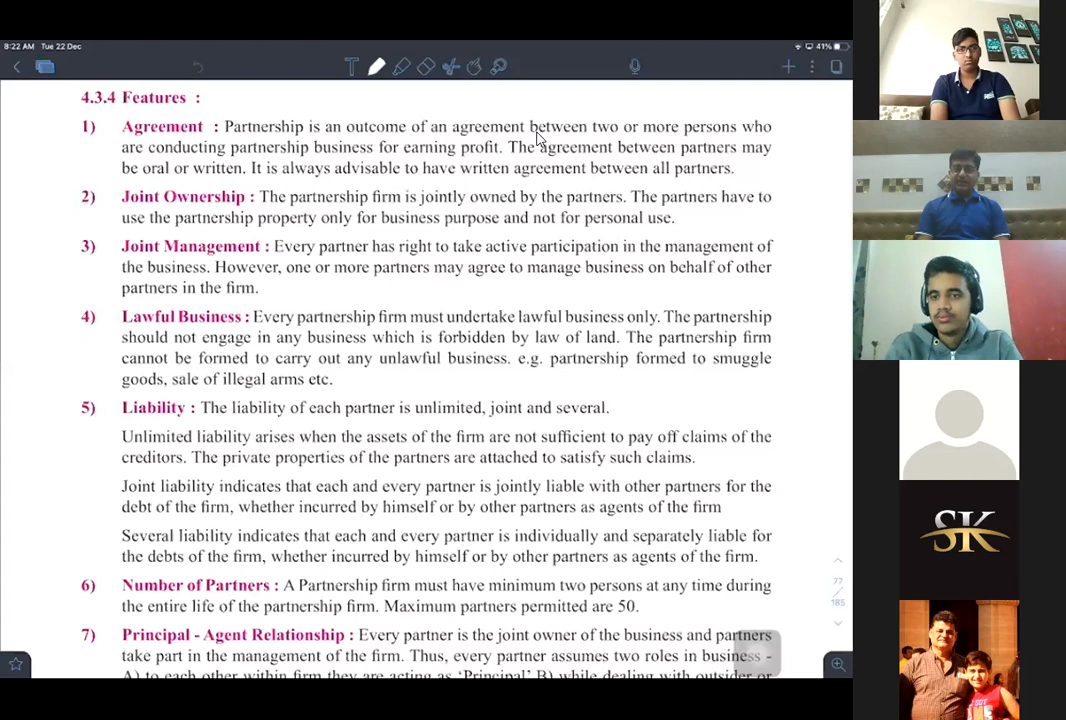 8:22 AM Tue 22 Dec
41%
4.3.4 Features :
1) Agreement : Partnership is an outcome of an agreement between two or more persons who
are conducting partnership business for earning profit. The agreement between partners may
be oral or written. It is always advisable to have written agreement between all partners.
2) Joint Ownership : The partnership firm is jointly owned by the partners. The partners have to
use the partnership property only for business purpose and not for personal use.
3) Joint Management : Every partner has right to take active participation in the management of
the business. However, one or more partners may agree to manage business on behalf of other
partners in the firm.
4) Lawful Business : Every partnership firm must undertake lawful business only. The partnership
should not engage in any business which is forbidden by law of land. The partnership firm
cannot be formed to carry out any unlawful business. e.g. partnership formed to smuggle
goods, sale of illegal arms etc.
5) Liability : The liability of each partner is unlimited, joint and several.
Unlimited liability arises when the assets of the firm are not sufficient to pay off claims of the
creditors. The private properties of the partners are attached to satisfy such claims.
Joint liability indicates that each and every partner is jointly liable with other partners for the
debt of the firm, whether incurred by himself or by other partners as agents of the firm
Several liability indicates that each and every partner is individually and separately liable for
the debts of the firm, whether incurred by himself or by other partners as agents of the firm.
6) Number of Partners : A Partnership firm must have minimum two persons at any time during
the entire life of the partnership firm. Maximum partners permitted are 50.
7) Principal - Agent Relationship : Every partner is the joint owner of the business and partners
take part in the management of the firm. Thus, every partner assumes two roles in business -
A) to each other within firm they are acting as 'Principal' B) while dealing with outsider or
77
185
SK